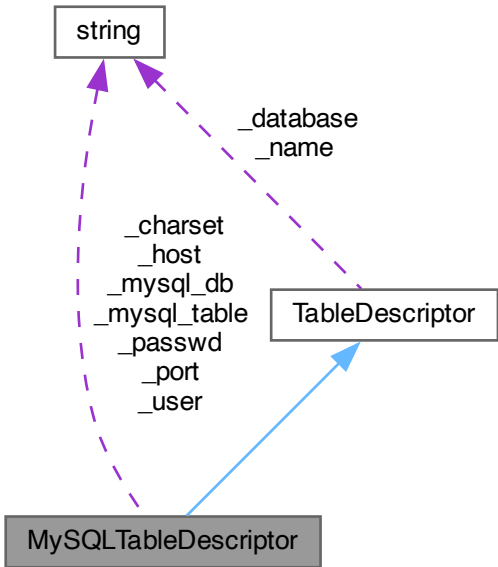 string
_database
_name
_charset
_host
_mysql_db
_mysql_table
_passwd
_port
_user
TableDescriptor
MySQLTableDescriptor